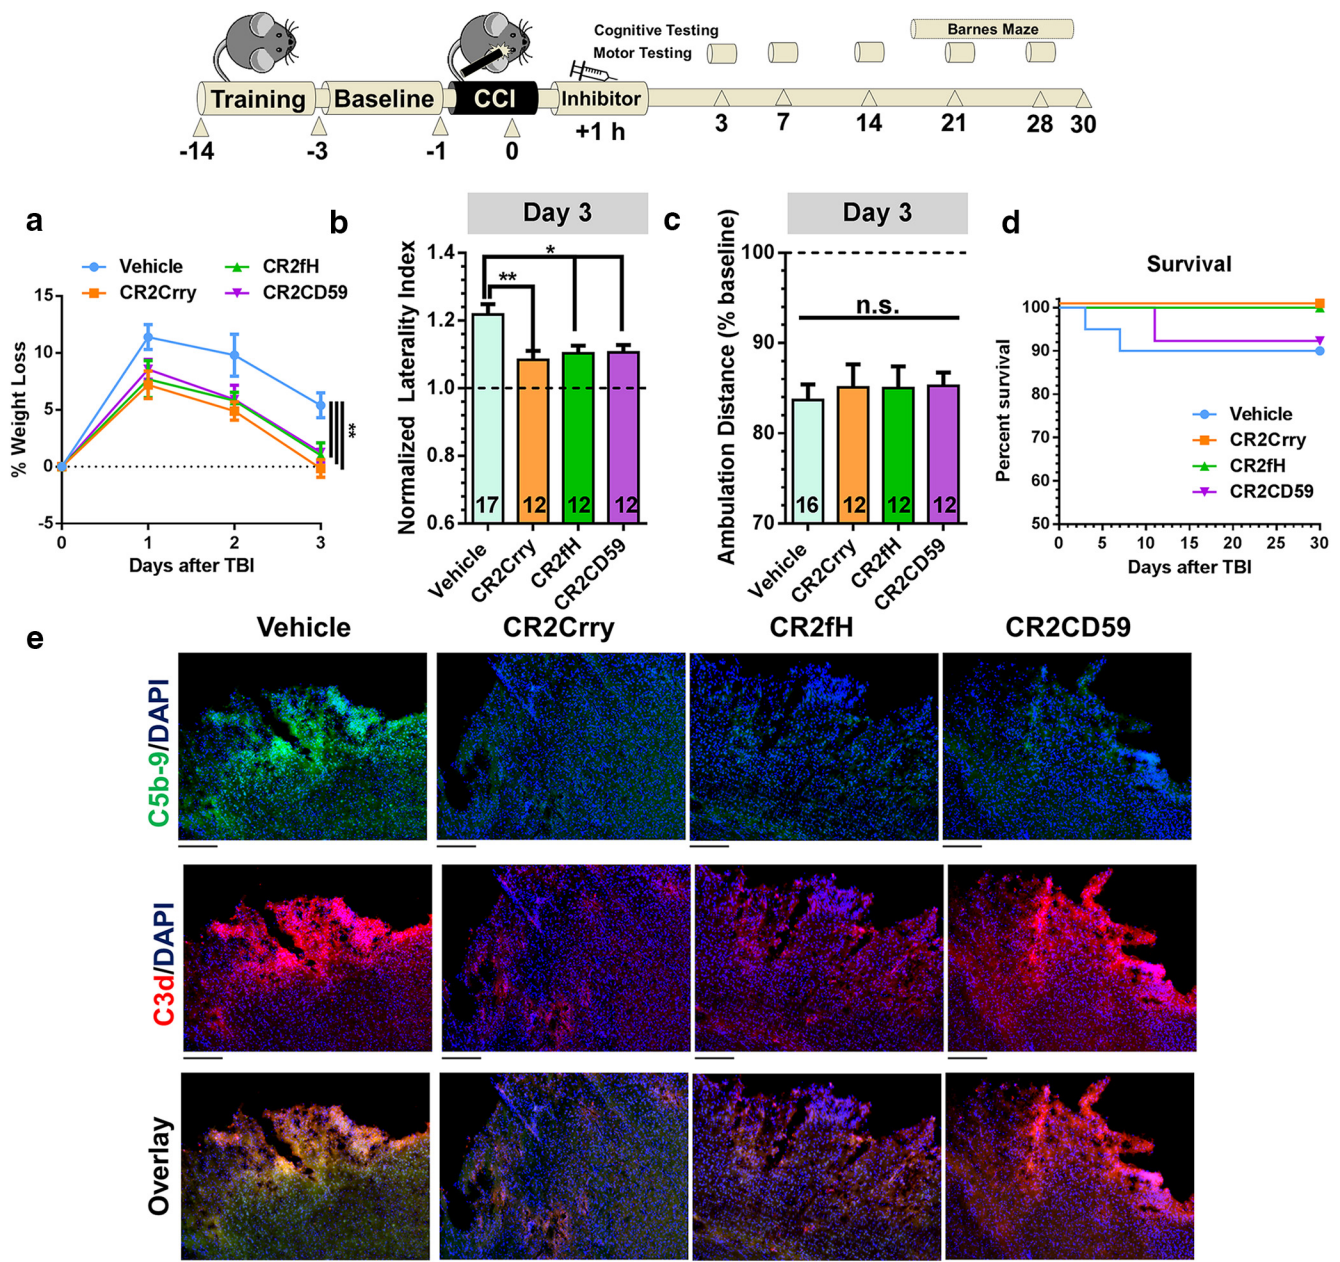 Cognitive Testing
Motor Testing
Barnes Maze
Training
Baseline
CCI
Inhibitor
+1 h
3
7
14
21
28
30
-14
-3
-1
0
a
Vehicle
CR2fH
CR2Crry
CR2CD59
% Weight Loss
15
10
5
0
-5
0
1
2
3
Days after TBI
**
b
Day 3
Normalized Laterality Index
1.4
1.2
1.0
0.8
0.6
*
**
17
12
12
12
Vehicle
CR2Crry
CR2fH
CR2CD59
c
Day 3
Ambulation Distance (% baseline)
100
90
80
70
n.s.
16
12
12
12
Vehicle
CR2Crry
CR2fH
CR2CD59
d
Survival
Percent survival
100
90
80
70
60
50
Vehicle
CR2Crry
CR2fH
CR2CD59
0
5
10
15
20
25
30
Days after TBI
e
Vehicle
CR2Crry
CR2fH
CR2CD59
C5b-9/DAPI
C3d/DAPI
Overlay